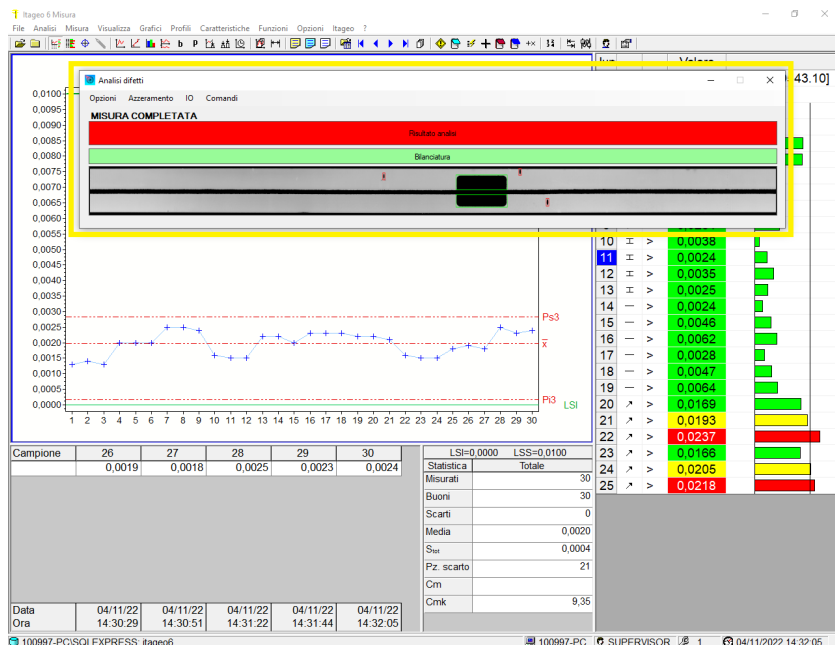 Itageo 6 Misura
File Analisi Misura Visualizza Grafici Profili Caratteristiche Funzioni Opzioni Itageo ?
Valore
43.10]
Analisi difetti
Opzioni Azzeramento IO Comandi
MISURA COMPLETATA
Risultato analisi
Bilanciatura
0,0100
0,0095
0,0090
0,0085
0,0080
0,0075
0,0070
0,0065
0,0060
0,0055
0,0050
0,0045
0,0040
0,0035
0,0030
0,0025
0,0020
0,0015
0,0010
0,0005
0,0000
Ps3
x
Pi3
LSI
1 2 3 4 5 6 7 8 9 10 11 12 13 14 15 16 17 18 19 20 21 22 23 24 25 26 27 28 29 30
10 > 0,0038
11 > 0,0024
12 > 0,0035
13 > 0,0025
14 — > 0,0024
15 — > 0,0046
16 — > 0,0062
17 — > 0,0028
18 — > 0,0047
19 — > 0,0064
20 ↗ > 0,0169
21 ↗ > 0,0193
22 ↗ > 0,0237
23 ↗ > 0,0166
24 ↗ > 0,0205
25 ↗ > 0,0218
Campione 26 27 28 29 30
0,0019 0,0018 0,0025 0,0023 0,0024
Data 04/11/22 04/11/22 04/11/22 04/11/22 04/11/22
Ora 14:30:29 14:30:51 14:31:22 14:31:44 14:32:05
LSI=0,0000 LSS=0,0100
Statistica Totale
Misurati 30
Buoni 30
Scarti 0
Media 0,0020
Stot 0,0004
Pz. scarto 21
Cm
Cmk 9,35
100997-PC\SQLEXPRESS: itageo6
100997-PC SUPERVISOR 1 04/11/2022 14:32:05